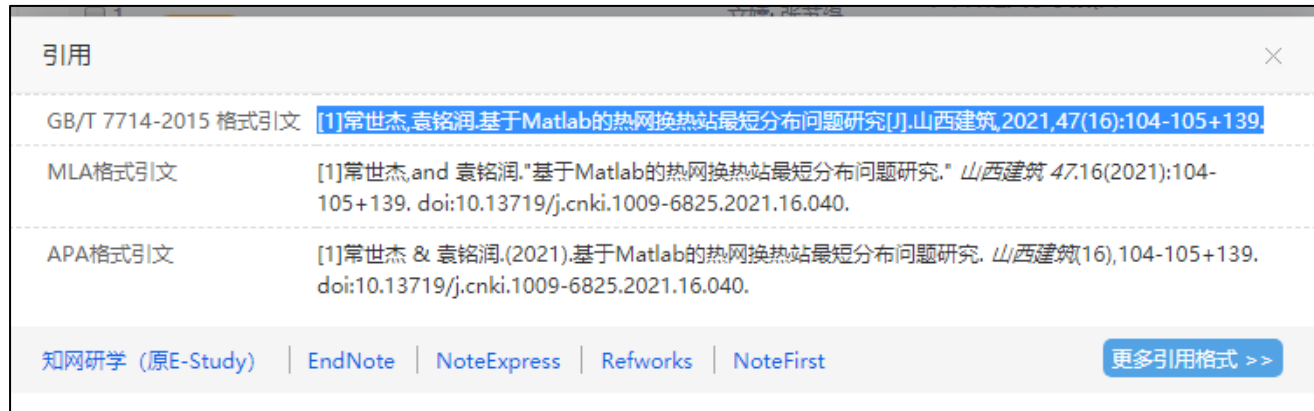 1
引用
GB/T 7714-2015 格式引文 [1]常世杰,袁铭润.基于Matlab的热网换热站最短分布问题研究[J].山西建筑,2021,47(16):104-105+139.
MLA格式引文 [1]常世杰,and 袁铭润."基于Matlab的热网换热站最短分布问题研究." 山西建筑 47.16(2021):104-
105+139. doi:10.13719/j.cnki.1009-6825.2021.16.040.
APA格式引文 [1]常世杰 & 袁铭润.(2021).基于Matlab的热网换热站最短分布问题研究. 山西建筑(16),104-105+139.
doi:10.13719/j.cnki.1009-6825.2021.16.040.
知网研学（原E-Study） EndNote NoteExpress Refworks NoteFirst 更多引用格式 >>